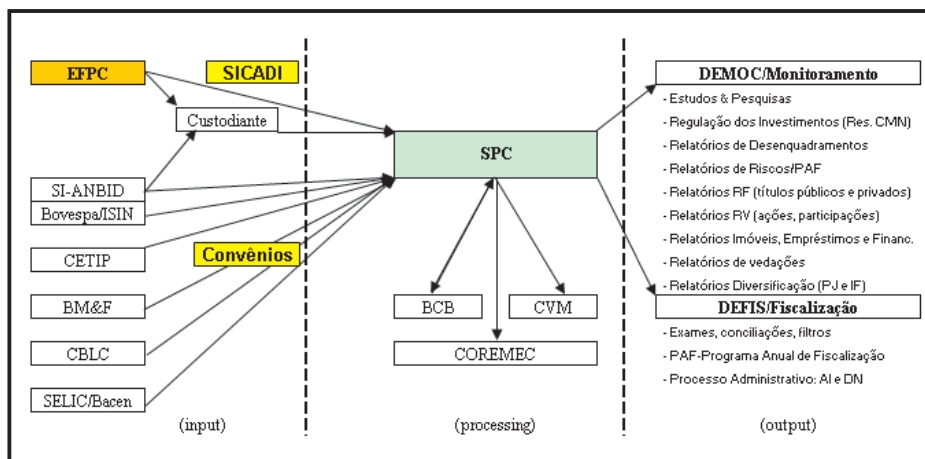 EFPC
SICADI
Custodiante
SI-ANBID
Bovespa/ISIN
CETIP
Convênios
BM&F
CBLC
SELIC/Bacen
(input)
SPC
BCB
CVM
COREMEC
(processing)
DEMOC/Monitoramento
- Estudos & Pesquisas
- Regulação dos Investimentos (Res. CMN)
- Relatórios de Desenquadramentos
- Relatórios de Riscos/PAF
- Relatórios RF (títulos públicos e privados)
- Relatórios RV (ações, participações)
- Relatórios Imóveis, Empréstimos e Financ.
- Relatórios de vedações
- Relatórios Diversificação (PJ e IF)
DEFIS/Fiscalização
- Exames, conciliações, filtros
- PAF-Programa Anual de Fiscalização
- Processo Administrativo: AI e DN
(output)